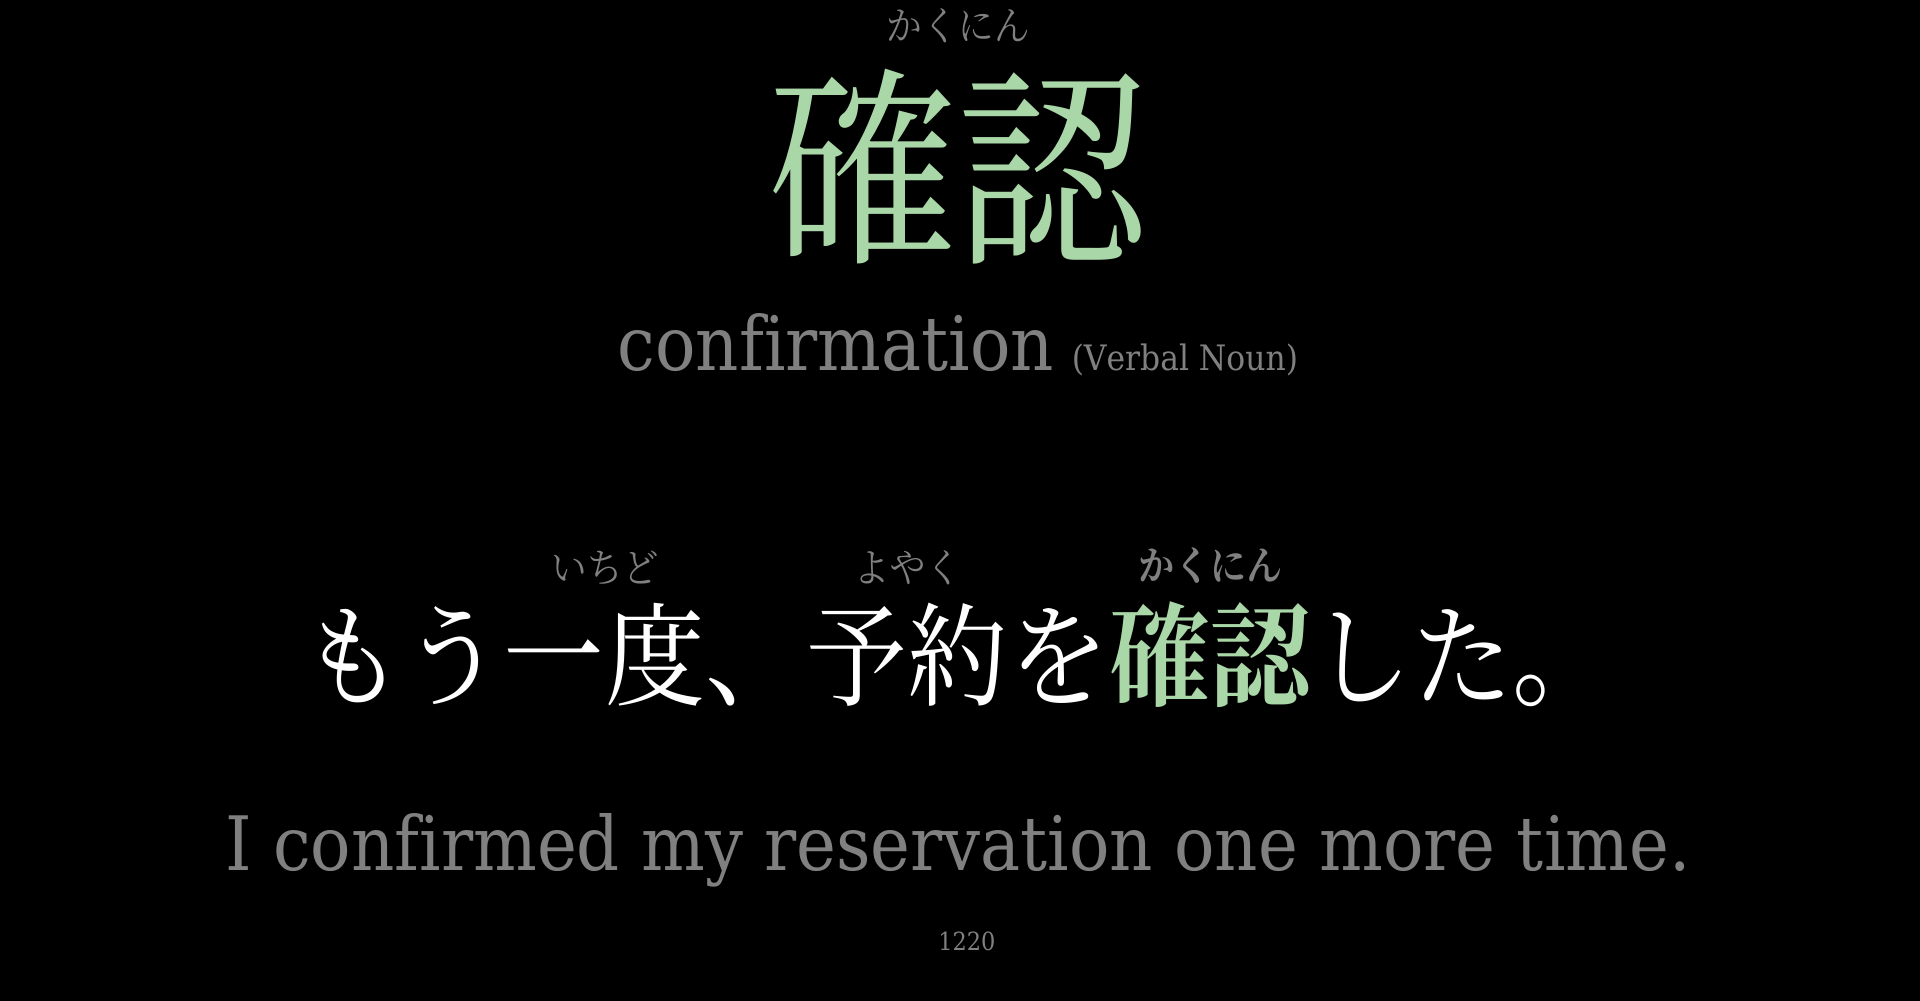 かくにん
確認
confirmation (Verbal Noun)
いちど よやく かくにん
もう一度、予約を確認した。
I confirmed my reservation one more time.
1220